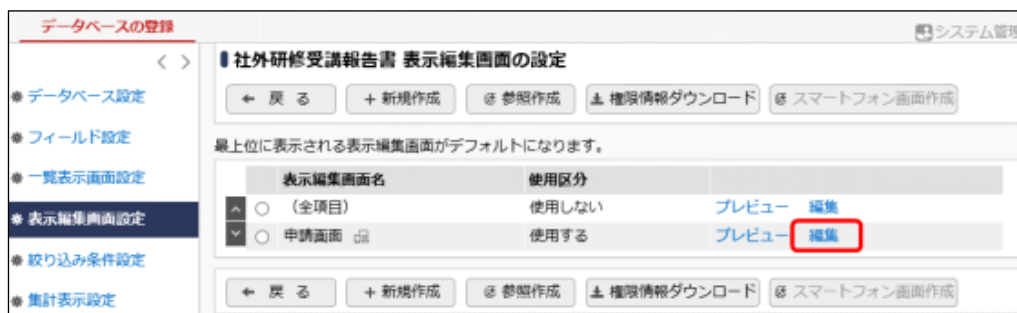 データベースの登録
システム管理
< >
社外研修受講報告書 表示編集画面の設定
データベース設定
← 戻 る + 新規作成 参照作成 権限情報ダウンロード スマートフォン画面作成
フィールド設定
最上位に表示される表示編集画面がデフォルトになります。
一覧表示画面設定
表示編集画面名 使用区分
(全項目) 使用しない プレビュー 編集
表示編集画面設定
申請画面 使用する プレビュー 編集
絞り込み条件設定
集計表示設定
← 戻 る + 新規作成 参照作成 権限情報ダウンロード スマートフォン画面作成